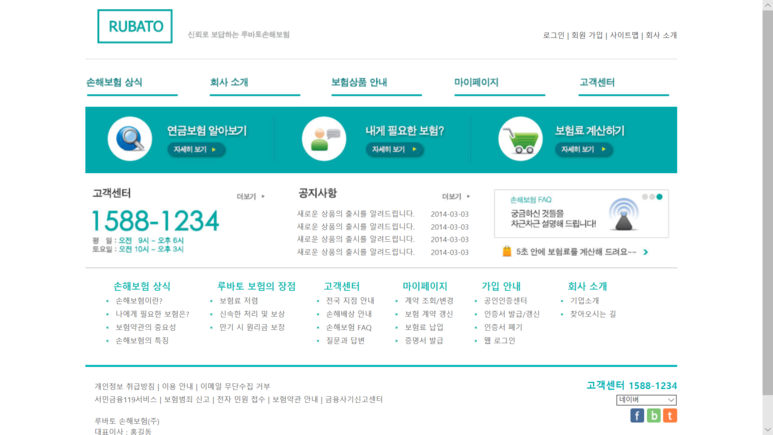 RUBATO
신뢰로 보답하는 루바토손해보험
로그인 | 회원 가입 | 사이트맵 | 회사 소개
손해보험 상식
회사 소개
보험상품 안내
마이페이지
고객센터
연금보험 알아보기
자세히 보기
내게 필요한 보험?
자세히 보기
보험료 계산하기
자세히 보기
고객센터
더보기
1588-1234
평 일 : 오전 9시 ~ 오후 6시
토요일 : 오전 10시 ~ 오후 3시
공지사항
더보기
새로운 상품의 출시를 알려드립니다. 2014-03-03
새로운 상품의 출시를 알려드립니다. 2014-03-03
새로운 상품의 출시를 알려드립니다. 2014-03-03
새로운 상품의 출시를 알려드립니다. 2014-03-03
손해보험 FAQ
궁금하신 것들을
차근차근 설명해 드립니다!
5초 안에 보험료를 계산해 드려요~~
손해보험 상식
손해보험이란?
나에게 필요한 보험은?
보험약관의 중요성
손해보험의 특징
루바토 보험의 장점
보험료 저렴
신속한 처리 및 보상
만기 시 원리금 보장
고객센터
전국 지점 안내
손해배상 안내
손해보험 FAQ
질문과 답변
마이페이지
계약 조회/변경
보험 계약 갱신
보험료 납입
증명서 발급
가입 안내
공인인증센터
인증서 발급/갱신
인증서 폐기
웹 로그인
회사 소개
기업소개
찾아오시는 길
개인정보 취급방침 | 이용 안내 | 이메일 무단수집 거부
서민금융119서비스 | 보험범죄 신고 | 전자 민원 접수 | 보험약관 안내 | 금융사기신고센터
고객센터 1588-1234
네이버
f b t
루바토 손해보험(주)
대표이사 : 홍길동